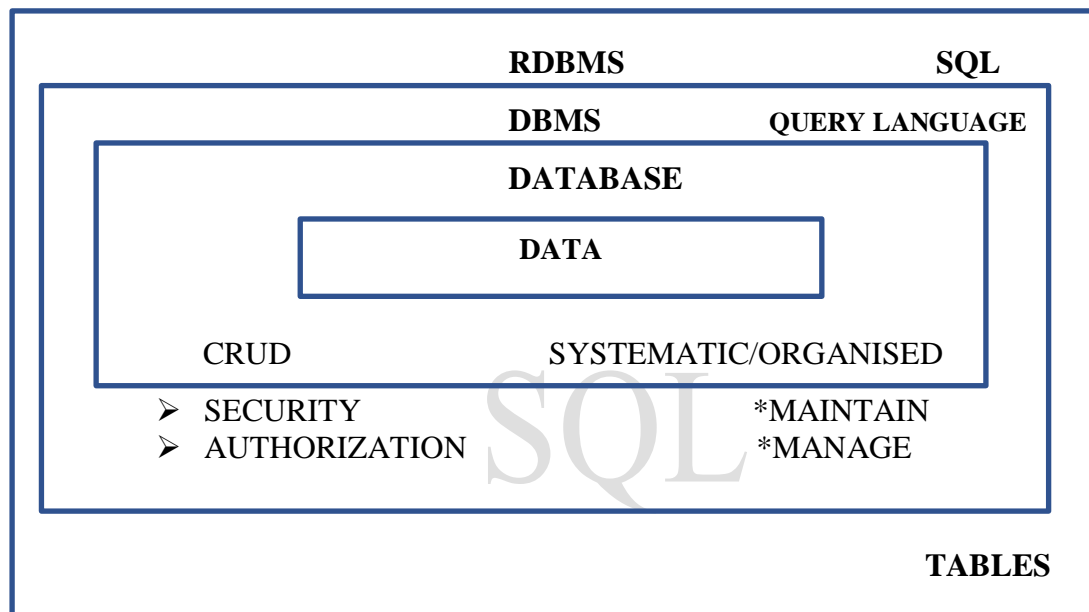 RDBMS SQL
DBMS QUERY LANGUAGE
DATABASE
DATA
CRUD SYSTEMATIC/ORGANISED
➢ SECURITY *MAINTAIN
➢ AUTHORIZATION *MANAGE
SQL
TABLES